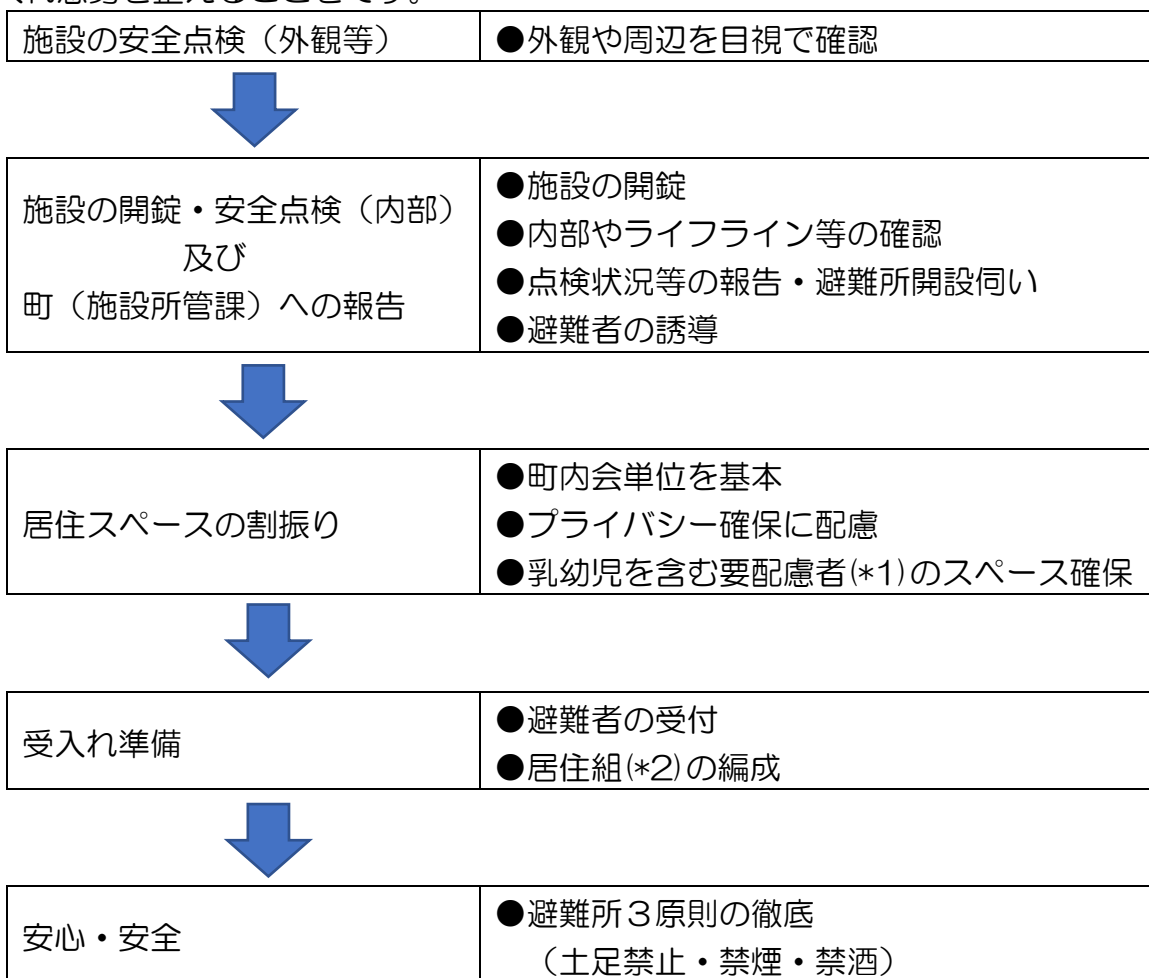 施設の安全点検（外観等）
●外観や周辺を目視で確認
施設の開錠・安全点検（内部）
及び
町（施設所管課）への報告
●施設の開錠
●内部やライフライン等の確認
●点検状況等の報告・避難所開設伺い
●避難者の誘導
居住スペースの割振り
●町内会単位を基本
●プライバシー確保に配慮
●乳幼児を含む要配慮者(*1)のスペース確保
受入れ準備
●避難者の受付
●居住組(*2)の編成
安心・安全
●避難所３原則の徹底
（土足禁止・禁煙・禁酒）